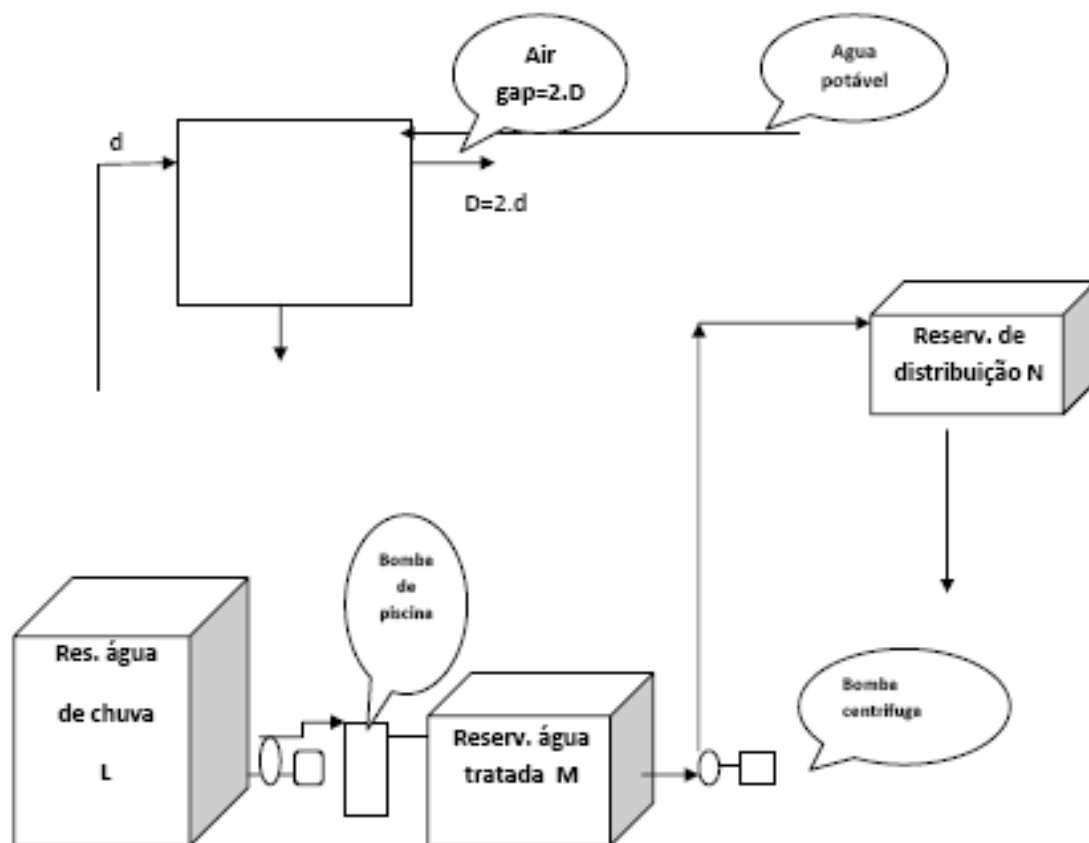 Air
gap=2.D
Agua
potável
d
D=2.d
Reserv. de
distribuição N
Bomba
de
piscina
Res. água
de chuva
L
Reserv. água
tratada M
Bomba
centrifuga